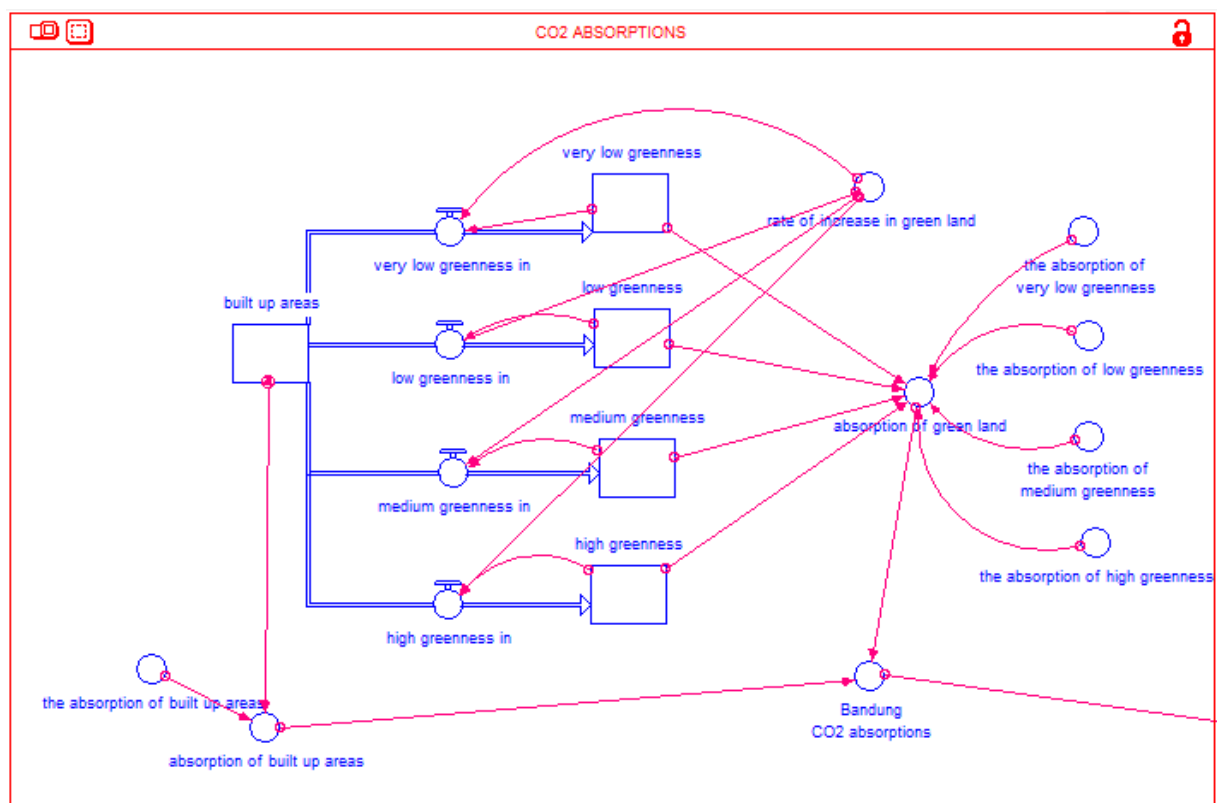 CO2 ABSORPTIONS
very low greenness
rate of increase in green land
very low greenness in
the absorption of
very low greenness
built up areas
low greenness
low greenness in
the absorption of low greenness
medium greenness
absorption of green land
the absorption of
medium greenness
medium greenness in
high greenness
the absorption of high greenness
high greenness in
the absorption of built up areas
Bandung
CO2 absorptions
absorption of built up areas